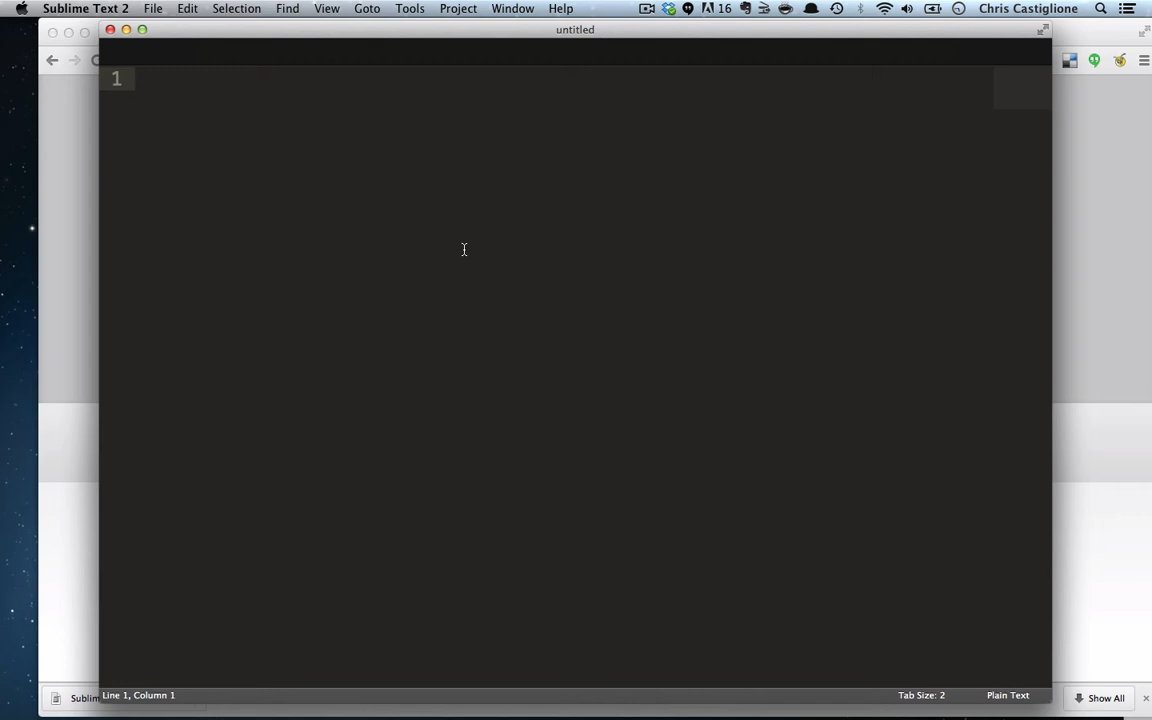 Sublime Text 2 File Edit Selection Find View Goto Tools Project Window Help 16 Chris Castiglione
untitled
1
Line 1, Column 1 Tab Size: 2 Plain Text
Sublim Show All